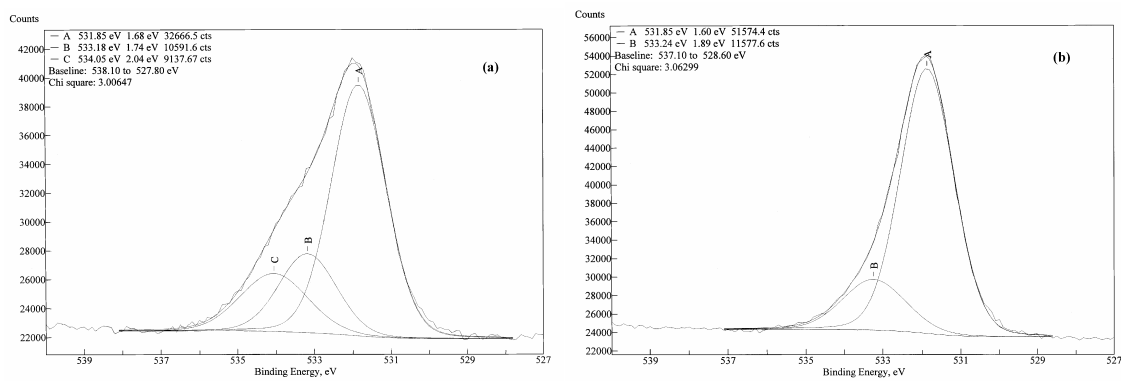 Counts
— A 531.85 eV 1.68 eV 32666.5 cts
— B 533.18 eV 1.74 eV 10591.6 cts
— C 534.05 eV 2.04 eV 9137.67 cts
Baseline: 538.10 to 527.80 eV
Chi square: 3.00647
(a)
42000
40000
38000
36000
34000
32000
30000
28000
26000
24000
22000
A
B
C
539
537
535
533
531
529
527
Binding Energy, eV
Counts
— A 531.85 eV 1.60 eV 51574.4 cts
— B 533.24 eV 1.89 eV 11577.6 cts
Baseline: 537.10 to 528.60 eV
Chi square: 3.06299
(b)
56000
54000
52000
50000
48000
46000
44000
42000
40000
38000
36000
34000
32000
30000
28000
26000
24000
22000
A
B
539
537
535
533
531
529
527
Binding Energy, eV